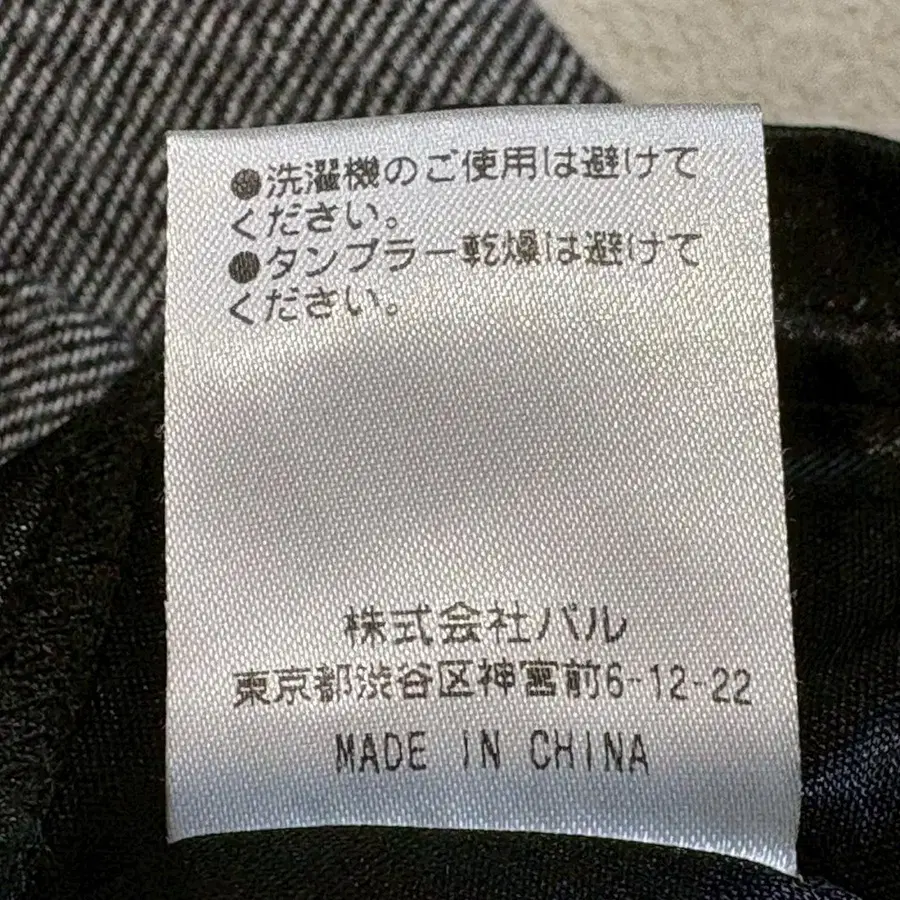 ●洗濯機のご使用は避けて
ください。
●タンブラー乾燥は避けて
ください。
株式会社パル
東京都渋谷区神宮前6-12-22
MADE IN CHINA